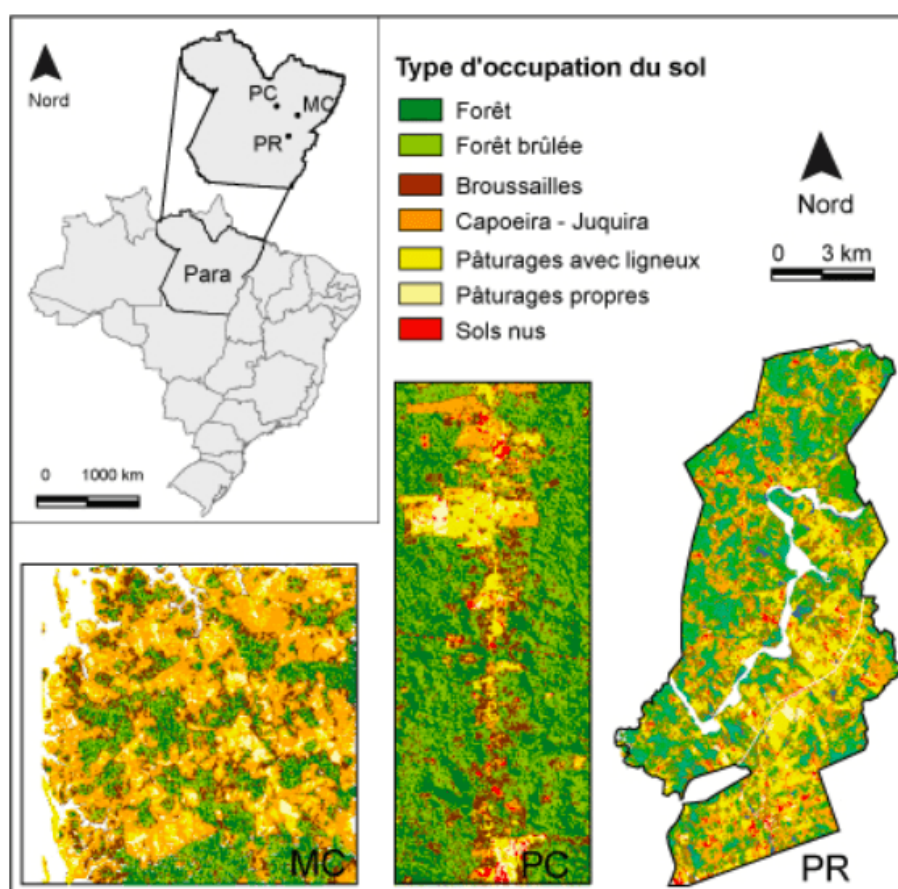 Nord
PC
MC
PR
Para
0 1000 km
Type d'occupation du sol
Forêt
Forêt brûlée
Broussailles
Capoeira - Juquira
Pâturages avec ligneux
Pâturages propres
Sols nus
Nord
0 3 km
MC
PC
PR